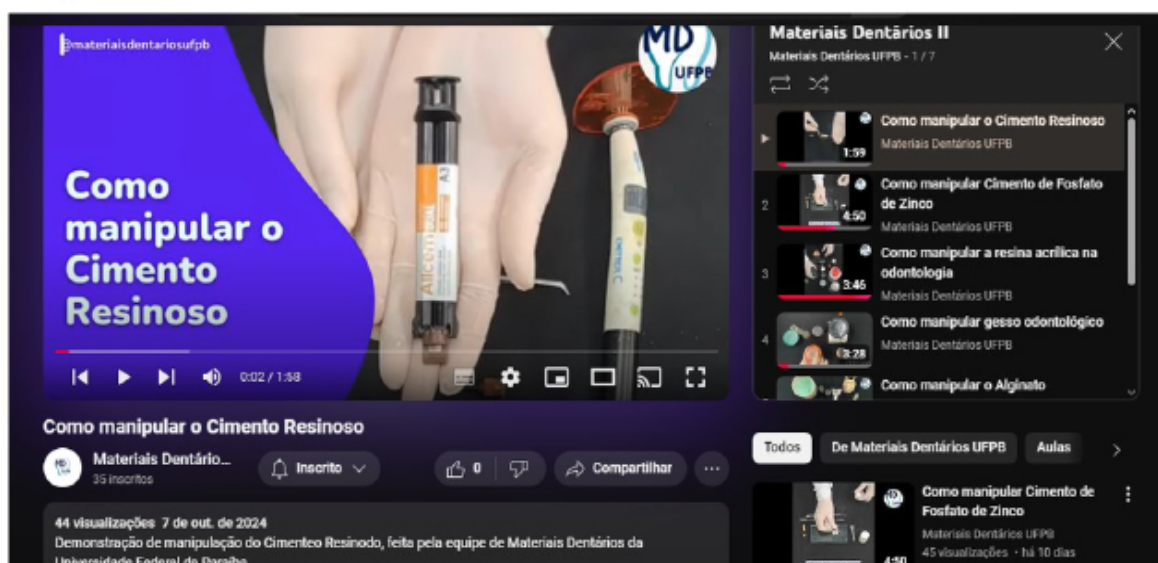 @materiaisdentariosufpb
MD
UFPB
Como
manipular o
Cimento
Resinoso
A3
Allcem
0:02 / 1:58
Como manipular o Cimento Resinoso
Materiais Dentário...
35 inscritos
Inscrito
0
Compartilhar
44 visualizações 7 de out. de 2024
Demonstração de manipulação do Cimenteo Resinodo, feita pela equipe de Materiais Dentários da
Universidade Federal da Paraíba
Materiais Dentários II
Materiais Dentários UFPB - 1 / 7
Como manipular o Cimento Resinoso
Materiais Dentários UFPB
1:59
2
Como manipular Cimento de Fosfato
de Zinco
Materiais Dentários UFPB
4:50
3
Como manipular a resina acrílica na
odontologia
Materiais Dentários UFPB
3:46
4
Como manipular gesso odontológico
Materiais Dentários UFPB
3:28
Como manipular o Alginato
Todos
De Materiais Dentários UFPB
Aulas
Como manipular Cimento de
Fosfato de Zinco
Materiais Dentários UFPB
45 visualizações • há 10 dias
4:50